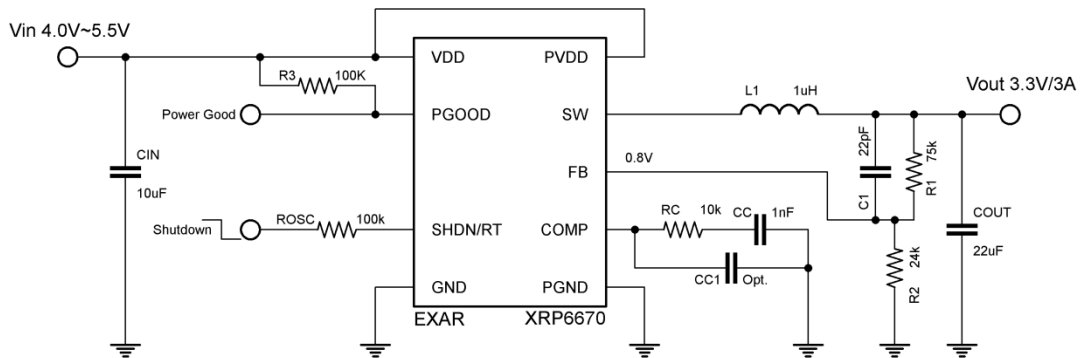 Vin 4.0V~5.5V
R3 100K
VDD
PVDD
L1 1uH
Vout 3.3V/3A
Power Good
PGOOD
SW
22pF
C1
75k
R1
CIN
10uF
0.8V
FB
Shutdown
ROSC 100k
SHDN/RT
COMP
RC 10k
CC 1nF
COUT
22uF
24k
R2
CC1 Opt.
GND
PGND
EXAR XRP6670